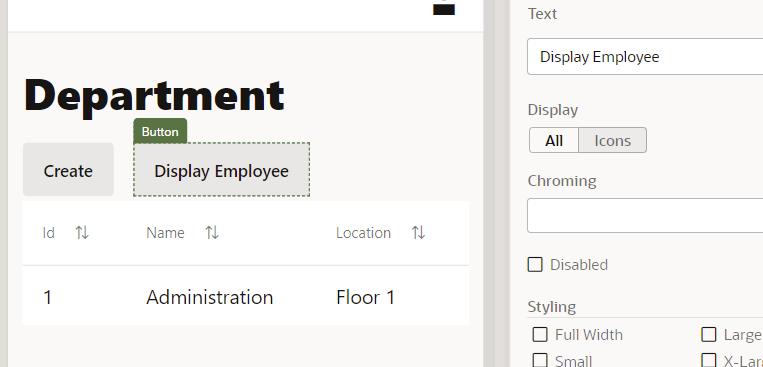 Department
Button
Create
Display Employee
Id
Name
Location
1
Administration
Floor 1
Text
Display Employee
Display
All
Icons
Chroming
Disabled
Styling
Full Width
Large
Small
X-Lar